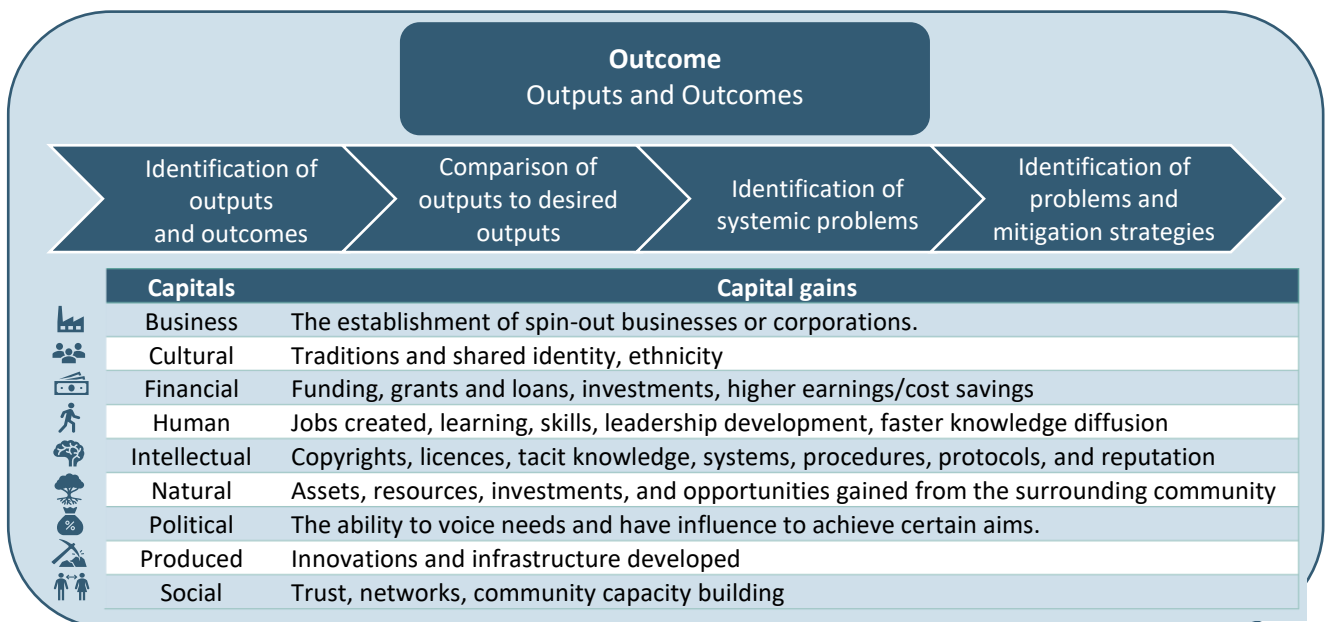 Outcome
Outputs and Outcomes
Identification of
outputs
and outcomes
Comparison of
outputs to desired
outputs
Identification of
systemic problems
Identification of
problems and
mitigation strategies
Capitals Capital gains
Business The establishment of spin-out businesses or corporations.
Cultural Traditions and shared identity, ethnicity
Financial Funding, grants and loans, investments, higher earnings/cost savings
Human Jobs created, learning, skills, leadership development, faster knowledge diffusion
Intellectual Copyrights, licences, tacit knowledge, systems, procedures, protocols, and reputation
Natural Assets, resources, investments, and opportunities gained from the surrounding community
%
Political The ability to voice needs and have influence to achieve certain aims.
Produced Innovations and infrastructure developed
Social Trust, networks, community capacity building